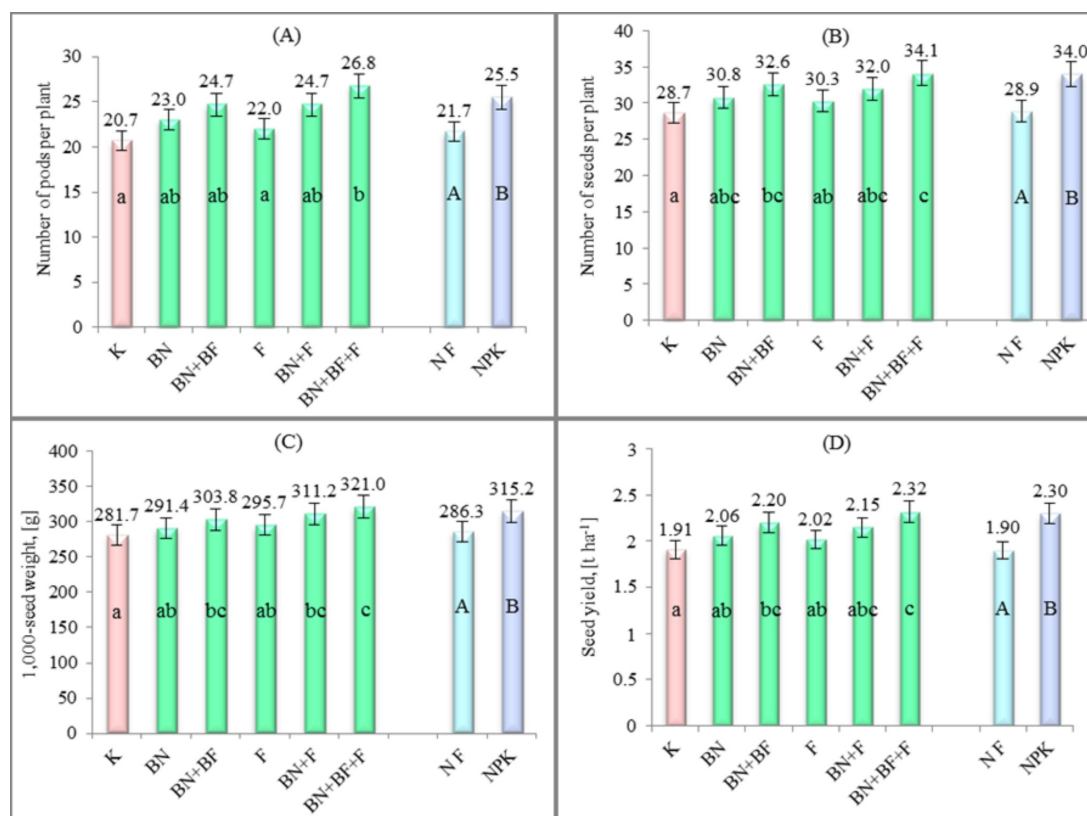 (A)
Number of pods per plant
30
25
20
15
10
5
0
20.7
23.0
24.7
22.0
24.7
26.8
21.7
25.5
a
ab
ab
a
ab
b
A
B
K
BN
BN+BF
F
BN+F
BN+BF+F
N F
NPK
(B)
Number of seeds per plant
40
35
30
25
20
15
10
5
0
28.7
30.8
32.6
30.3
32.0
34.1
28.9
34.0
a
abc
bc
ab
abc
c
A
B
K
BN
BN+BF
F
BN+F
BN+BF+F
N F
NPK
(C)
1,000-seed weight, [g]
400
350
300
250
200
150
100
50
0
281.7
291.4
303.8
295.7
311.2
321.0
286.3
315.2
a
ab
bc
ab
bc
c
A
B
K
BN
BN+BF
F
BN+F
BN+BF+F
N F
NPK
(D)
Seed yield, [t ha⁻¹]
3
2.5
2
1.5
1
0.5
0
1.91
2.06
2.20
2.02
2.15
2.32
1.90
2.30
a
ab
bc
ab
abc
c
A
B
K
BN
BN+BF
F
BN+F
BN+BF+F
N F
NPK